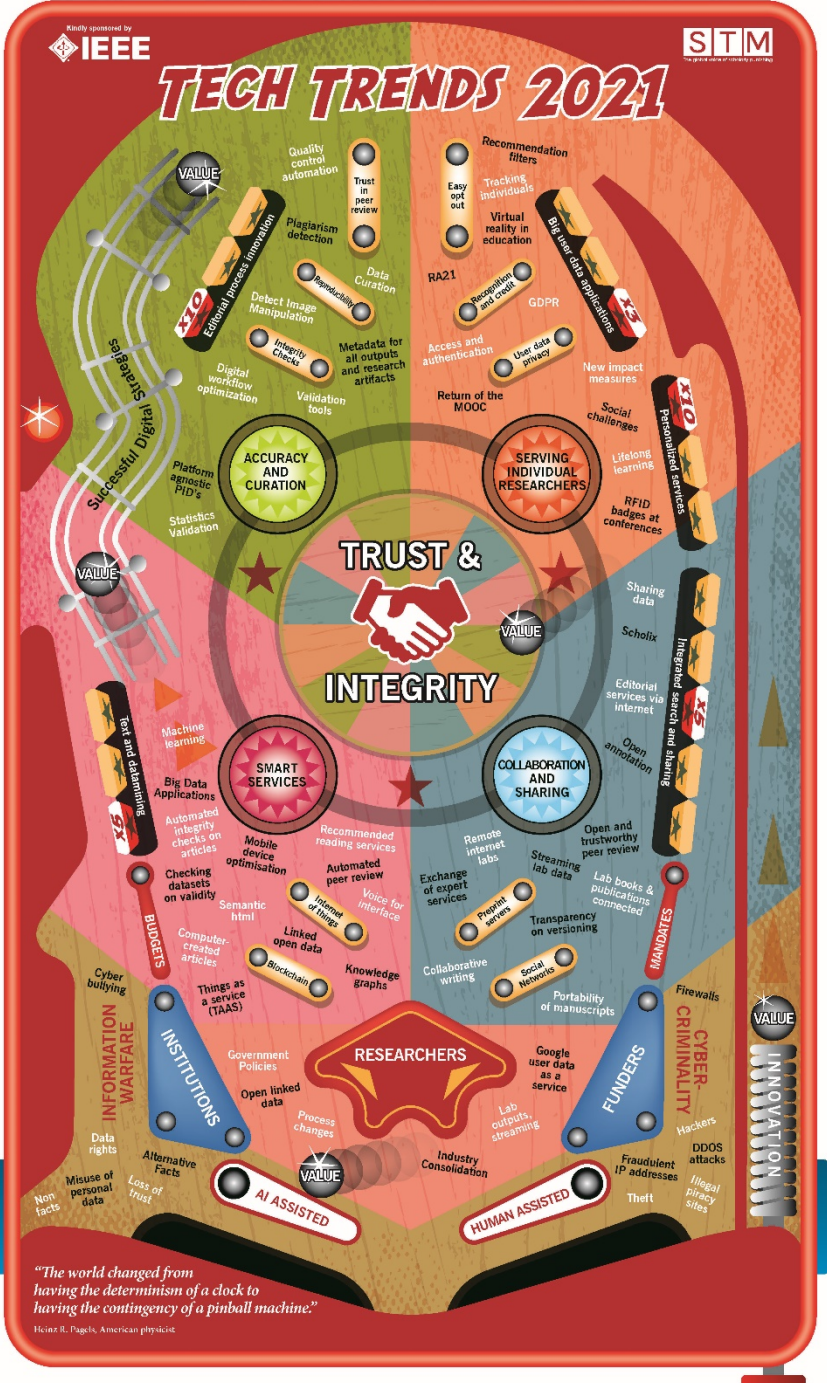 Kindly sponsored by
IEEE
STM
The global voice of scholarly publishing
TECH TRENDS 2021
VALUE
Quality
control
automation
Trust
in
peer
review
Plagiarism
detection
x10
Editorial process innovation
Reproducibility
Data
Curation
Detect Image
Manipulation
Integrity
Checks
Metadata for
all outputs
and research
artifacts
Digital
workflow
optimization
Validation
tools
Successful Digital Strategies
ACCURACY
AND
CURATION
Platform
agnostic
PID's
Statistics
Validation
VALUE
Easy
opt
out
Recommendation
filters
Tracking
individuals
Virtual
reality in
education
Big user data applications
x3
RA21
Recognition
and credit
GDPR
Access and
authentication
User data
privacy
New impact
measures
Return of the
MOOC
Social
challenges
x10
Personalized services
SERVING
INDIVIDUAL
RESEARCHERS
Lifelong
learning
RFID
badges at
conferences
TRUST &
INTEGRITY
VALUE
Sharing
data
Scholix
Integrated search and sharing
x5
Editorial
services via
internet
Open
annotation
COLLABORATION
AND
SHARING
Remote
internet
labs
Open and
trustworthy
peer review
Streaming
lab data
Exchange
of expert
services
Lab books &
publications
connected
Preprint
servers
Transparency
on versioning
Collaborative
writing
Social
Networks
Portability
of manuscripts
MANDATES
Text and datamining
x5
Machine
learning
Big Data
Applications
SMART
SERVICES
Automated
integrity
checks on
articles
Mobile
device
optimisation
Recommended
reading services
Automated
peer review
Checking
datasets
on validity
Semantic
html
Internet
of things
Voice for
interface
Computer-
created
articles
Linked
open data
Blockchain
Knowledge
graphs
Things as
a service
(TAAS)
BUDGETS
Cyber
bullying
INFORMATION
WARFARE
INSTITUTIONS
Data
rights
Alternative
Facts
Misuse of
personal
data
Loss of
trust
Non
facts
RESEARCHERS
Government
Policies
Open linked
data
Process
changes
Google
user data
as a
service
Lab
outputs,
streaming
Industry
Consolidation
VALUE
AI ASSISTED
HUMAN ASSISTED
FUNDERS
Firewalls
CYBER-
CRIMINALITY
Hackers
DDOS
attacks
Fraudulent
IP addresses
Theft
Illegal
piracy
sites
VALUE
INNOVATION
“The world changed from
having the determinism of a clock to
having the contingency of a pinball machine.”
Heinz R. Pagels, American physicist